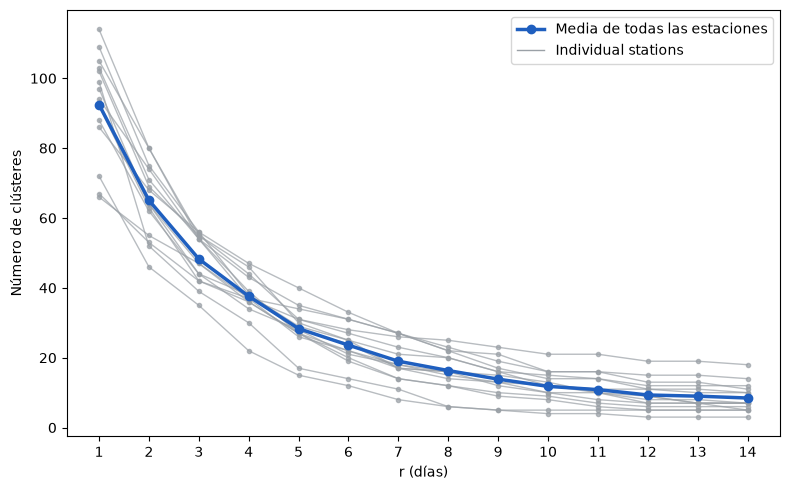 Media de todas las estaciones
Individual stations
Número de clústeres
100
80
60
40
20
0
1 2 3 4 5 6 7 8 9 10 11 12 13 14
r (días)